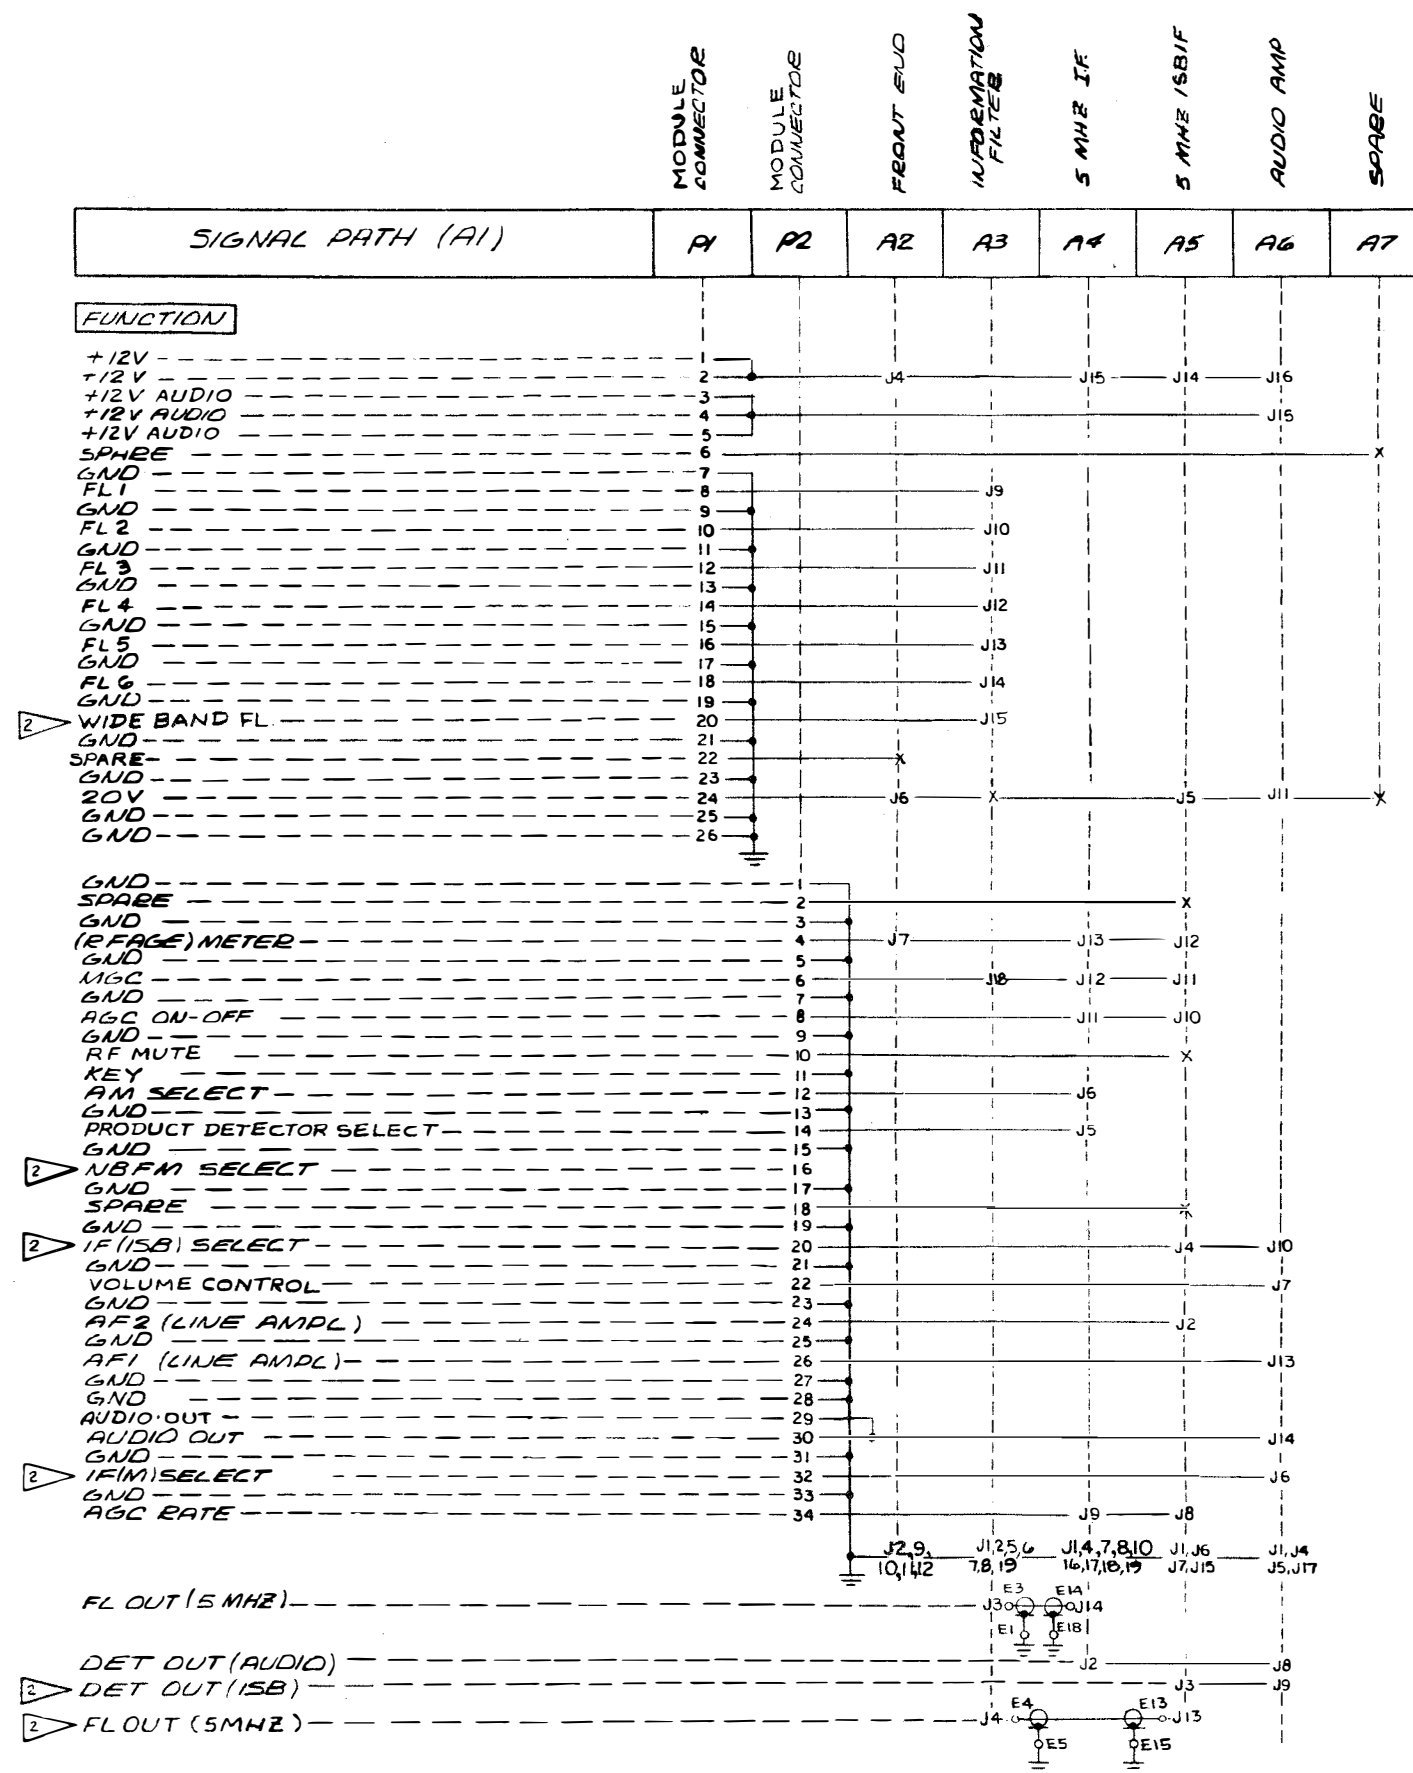 MODULE CONNECTOR
MODULE CONNECTOR
FRONT END
INFORMATION FILTER
5 MHZ I.F.
5 MHZ ISBIF
AUDIO AMP
SPARE
SIGNAL PATH (A1) P1 P2 A2 A3 A4 A5 A6 A7
FUNCTION
+12V 1
+12V 2 J4 J15 J14 J16
+12V AUDIO 3
+12V AUDIO 4 J15
+12V AUDIO 5
SPARE 6 X
GND 7
FL1 8 J9
GND 9
FL2 10 J10
GND 11
FL3 12 J11
GND 13
FL4 14 J12
GND 15
FL5 16 J13
GND 17
FL6 18 J14
GND 19
2 WIDE BAND FL. 20 J15
GND 21
SPARE 22 X
GND 23
20V 24 J6 X J5 J11 X
GND 25
GND 26
GND
SPARE 2 X
GND 3
(RFAGE) METER 4 J7 J13 J12
GND 5
MGC 6 J18 J12 J11
GND 7
AGC ON-OFF 8 J11 J10
GND 9
RF MUTE 10 X
KEY 11
AM SELECT 12 J6
GND 13
PRODUCT DETECTOR SELECT 14 J5
GND 15
2 NBFM SELECT 16
GND 17
SPARE 18 X
GND 19
2 IF (ISB) SELECT 20 J4 J10
GND 21
VOLUME CONTROL 22 J7
GND 23
AF2 (LINE AMPL) 24 J2
GND 25
AF1 (LINE AMPL) 26 J13
GND 27
GND 28
AUDIO OUT 29
AUDIO OUT 30 J14
GND 31
2 IF(M) SELECT 32 J6
GND 33
AGC RATE 34 J9 J8
J2,9, J1,2,5,6 J1,4,7,8,10 J1,J6 J1,J4
10,11,12 7,8,19 16,17,18,19 J7,J15 J5,J17
E3 E14
FL OUT (5 MHZ) J3 J14
E1 E18
DET OUT (AUDIO) J2 J8
2 DET OUT (ISB) J3 J9
E4 E13
2 FL OUT (5MHZ) J4 J13
E5 E15